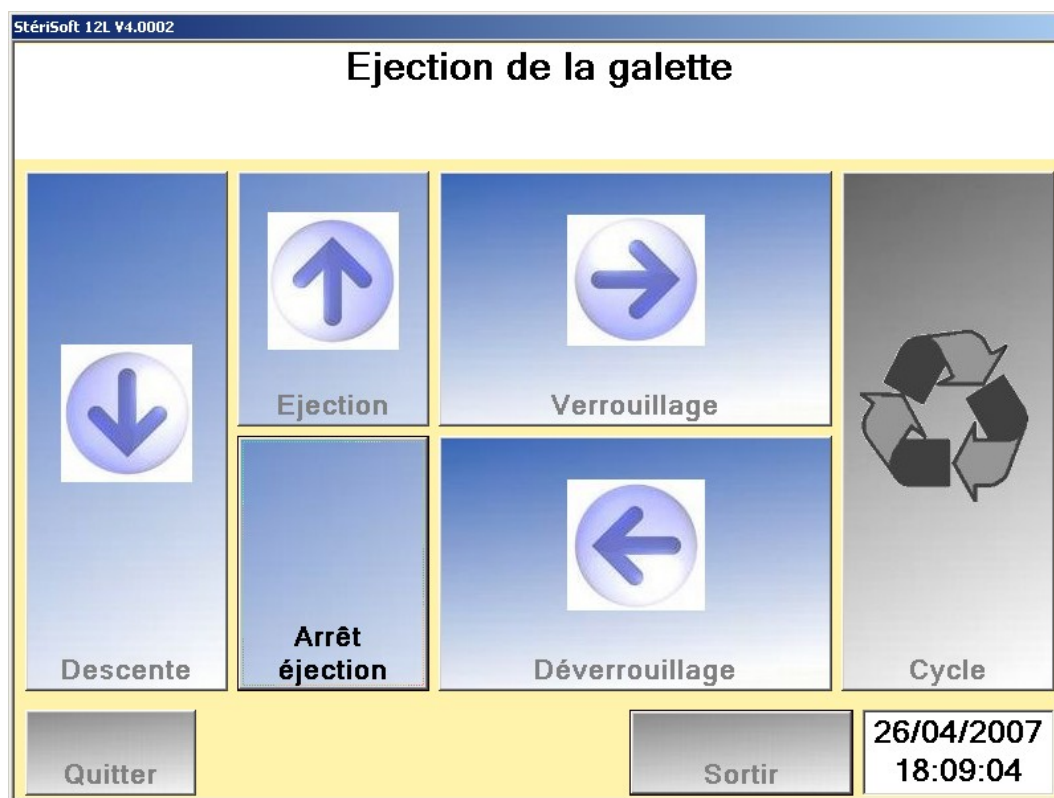 StériSoft 12L V4.0002
Ejection de la galette
Ejection
Verrouillage
Descente
Arrêt
éjection
Déverrouillage
Cycle
Quitter
Sortir
26/04/2007
18:09:04